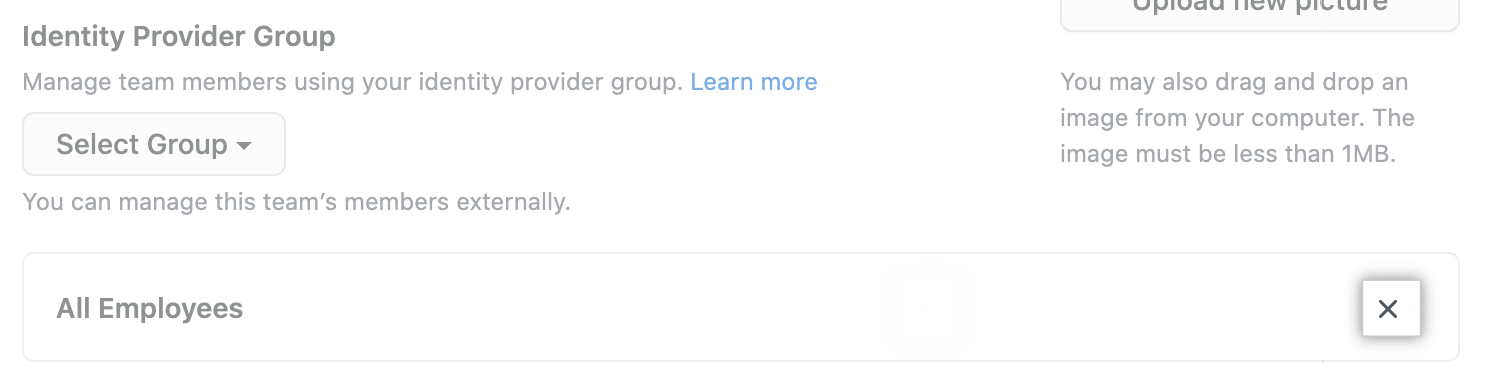 Identity Provider Group
Manage team members using your identity provider group. Learn more
Select Group
You can manage this team’s members externally.
All Employees
Upload new picture
You may also drag and drop an
image from your computer. The
image must be less than 1MB.